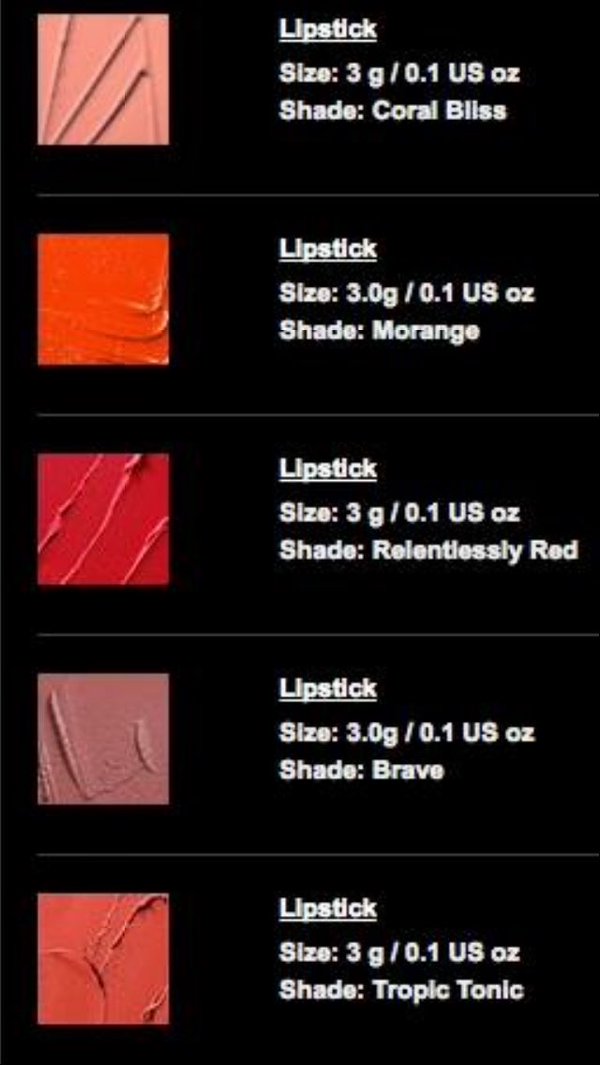 Lipstick
Size: 3 g / 0.1 US oz
Shade: Coral Bliss
Lipstick
Size: 3.0g / 0.1 US oz
Shade: Morange
Lipstick
Size: 3 g / 0.1 US oz
Shade: Relentlessly Red
Lipstick
Size: 3.0g / 0.1 US oz
Shade: Brave
Lipstick
Size: 3 g / 0.1 US oz
Shade: Tropic Tonic